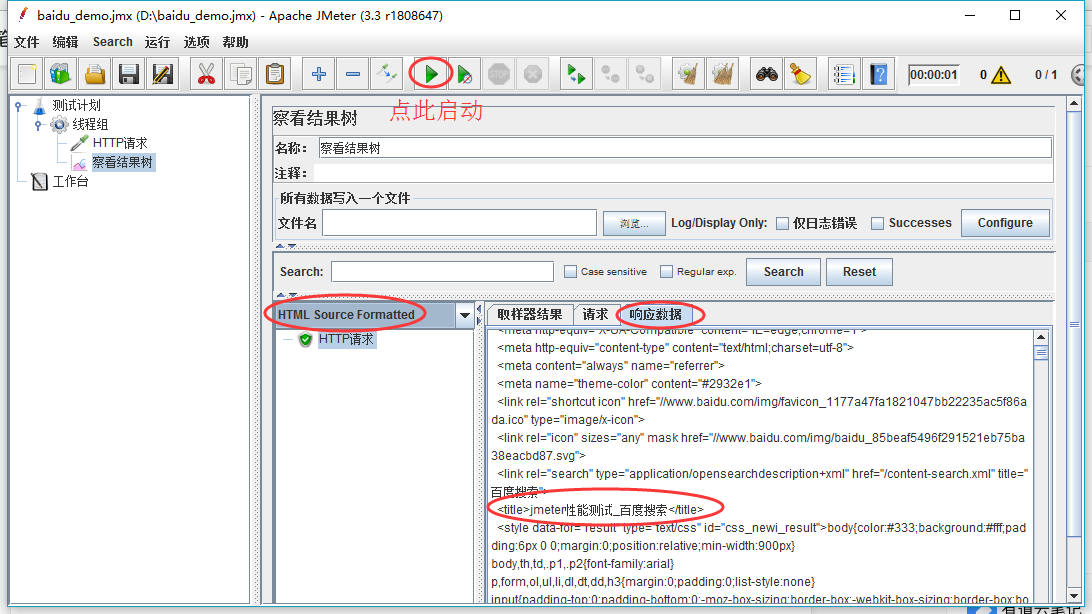 baidu_demo.jmx (D:\baidu_demo.jmx) - Apache JMeter (3.3 r1808647)
文件 编辑 Search 运行 选项 帮助
STOP
00:00:01 0 0 / 1
点此启动
测试计划
线程组
HTTP请求
察看结果树
工作台
察看结果树
名称： 察看结果树
注释：
所有数据写入一个文件
文件名 浏览... Log/Display Only: 仅日志错误 Successes Configure
Search: Case sensitive Regular exp. Search Reset
HTML Source Formatted
HTTP请求
取样器结果 请求 响应数据
<meta http-equiv="X-UA-Compatible" content="IE=edge,chrome=1">
<meta http-equiv="content-type" content="text/html;charset=utf-8">
<meta content="always" name="referrer">
<meta name="theme-color" content="#2932e1">
<link rel="shortcut icon" href="//www.baidu.com/img/favicon_1177a47fa1821047bb22235ac5f86a
da.ico" type="image/x-icon">
<link rel="icon" sizes="any" mask href="//www.baidu.com/img/baidu_85beaf5496f291521eb75ba
38eacbd87.svg">
<link rel="search" type="application/opensearchdescription+xml" href="/content-search.xml" title="
百度搜索">
<title>jmeter性能测试_百度搜索</title>
<style data-for="result" type="text/css" id="css_newi_result">body{color:#333;background:#fff;pad
ding:6px 0 0;margin:0;position:relative;min-width:900px}
body,th,td,.p1,.p2{font-family:arial}
p,form,ol,ul,li,dl,dt,dd,h3{margin:0;padding:0;list-style:none}
input{padding-top:0;padding-bottom:0;-moz-box-sizing:border-box;-webkit-box-sizing:border-box;bo